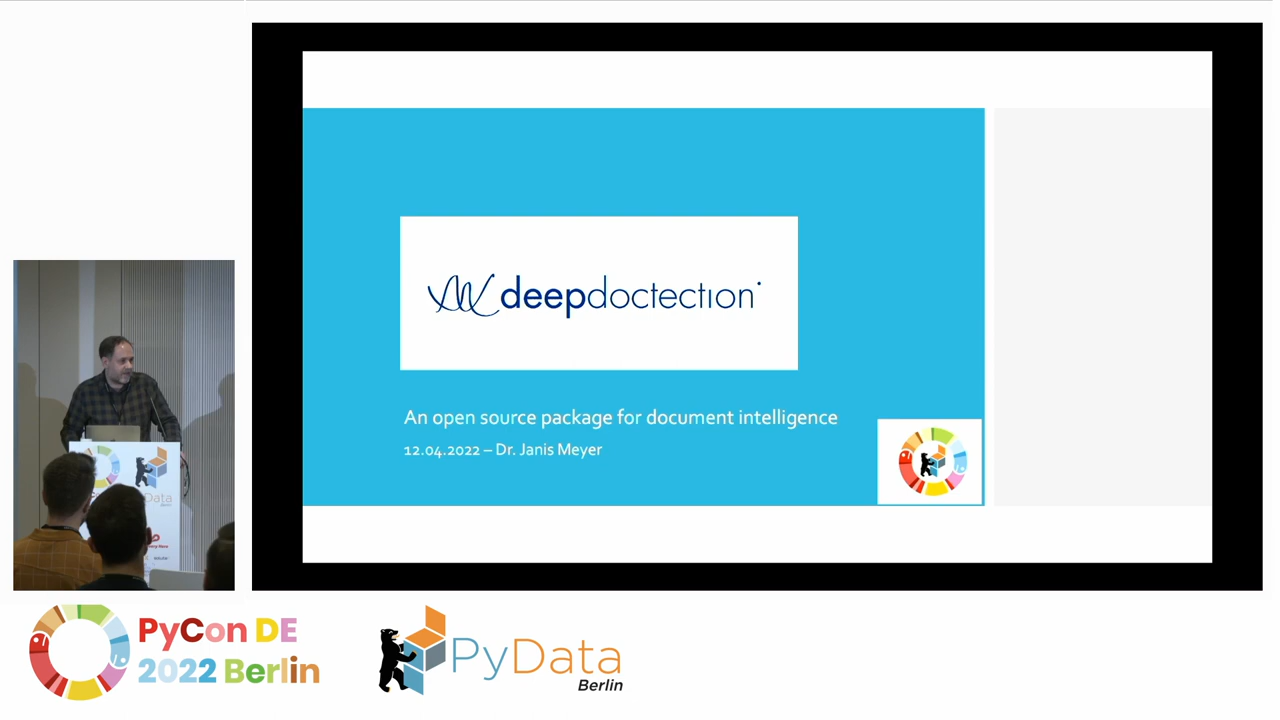 deepdoctection
An open source package for document intelligence
12.04.2022 – Dr. Janis Meyer
Data
PyCon DE
2022 Berlin
PyData
Berlin